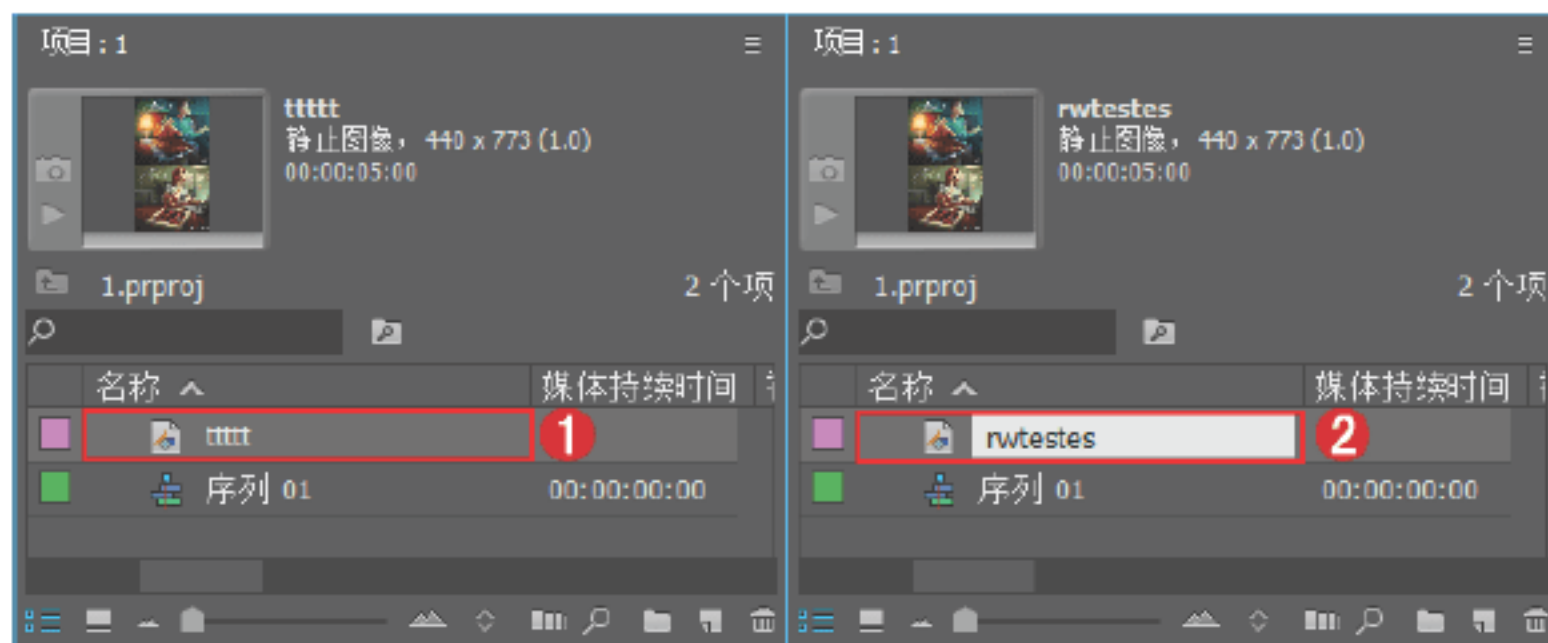 项目: 1
ttttt
静止图像, 440 x 773 (1.0)
00:00:05:00
1.prproj
2 个项
名称
媒体持续时间
ttttt
1
序列 01
00:00:00:00
项目: 1
rwtestes
静止图像, 440 x 773 (1.0)
00:00:05:00
1.prproj
2 个项
名称
媒体持续时间
rwtestes
2
序列 01
00:00:00:00